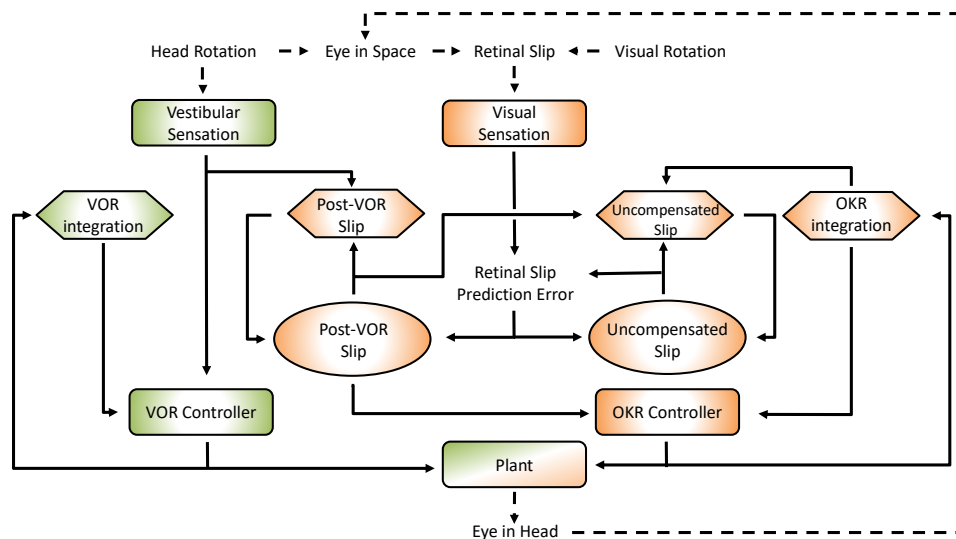 Head Rotation
Eye in Space
Retinal Slip
Visual Rotation
Vestibular
Sensation
Visual
Sensation
VOR
integration
Post-VOR
Slip
Uncompensated
Slip
OKR
integration
Retinal Slip
Prediction Error
Post-VOR
Slip
Uncompensated
Slip
VOR Controller
OKR Controller
Plant
Eye in Head